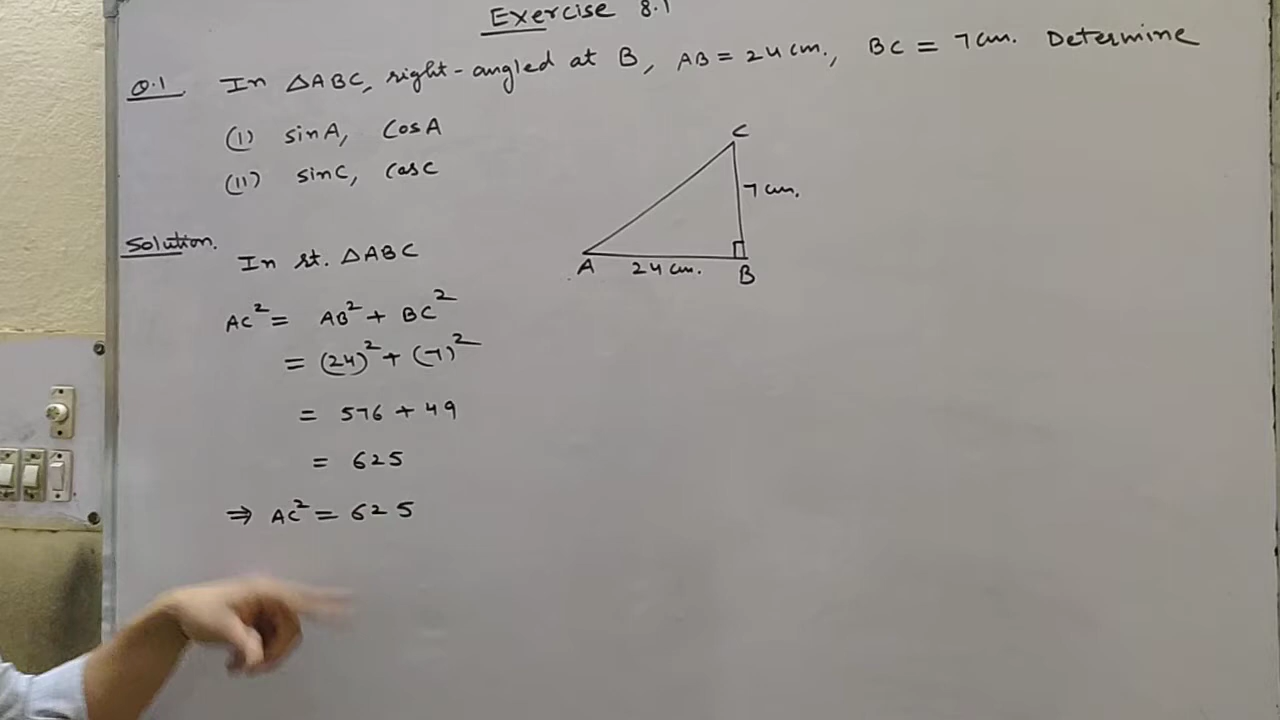 Exercise 8.1
Q.1. In △ABC, right-angled at B, AB = 24 cm., BC = 7 cm. Determine
(I) sinA, CosA
(II) sinC, CosC
Solution.
In rt. △ABC
AC² = AB² + BC²
= (24)² + (7)²
= 576 + 49
= 625
⇒ AC² = 625
C
7 cm.
A 24 cm. B